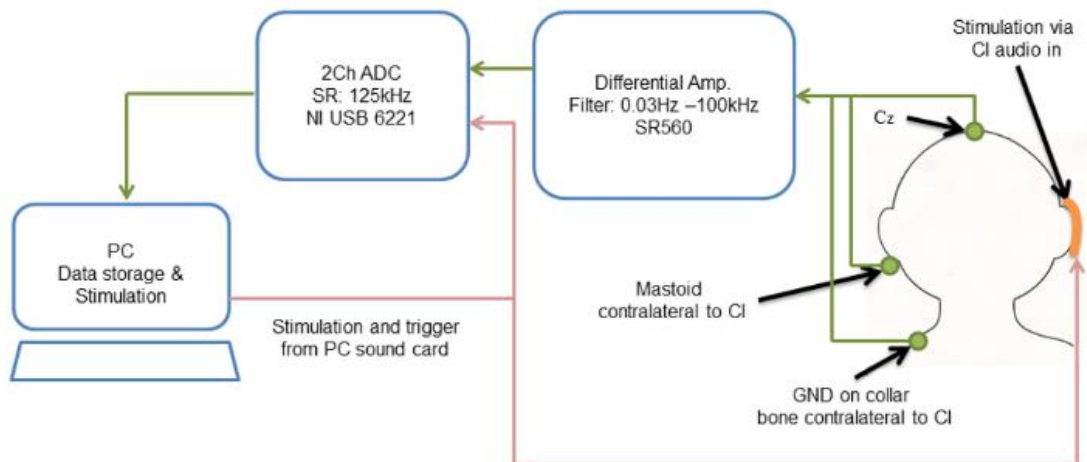 Stimulation via
CI audio in
2Ch ADC
SR: 125kHz
NI USB 6221
Differential Amp.
Filter: 0.03Hz –100kHz
SR560
Cz
PC
Data storage &
Stimulation
Mastoid
contralateral to CI
Stimulation and trigger
from PC sound card
GND on collar
bone contralateral to CI